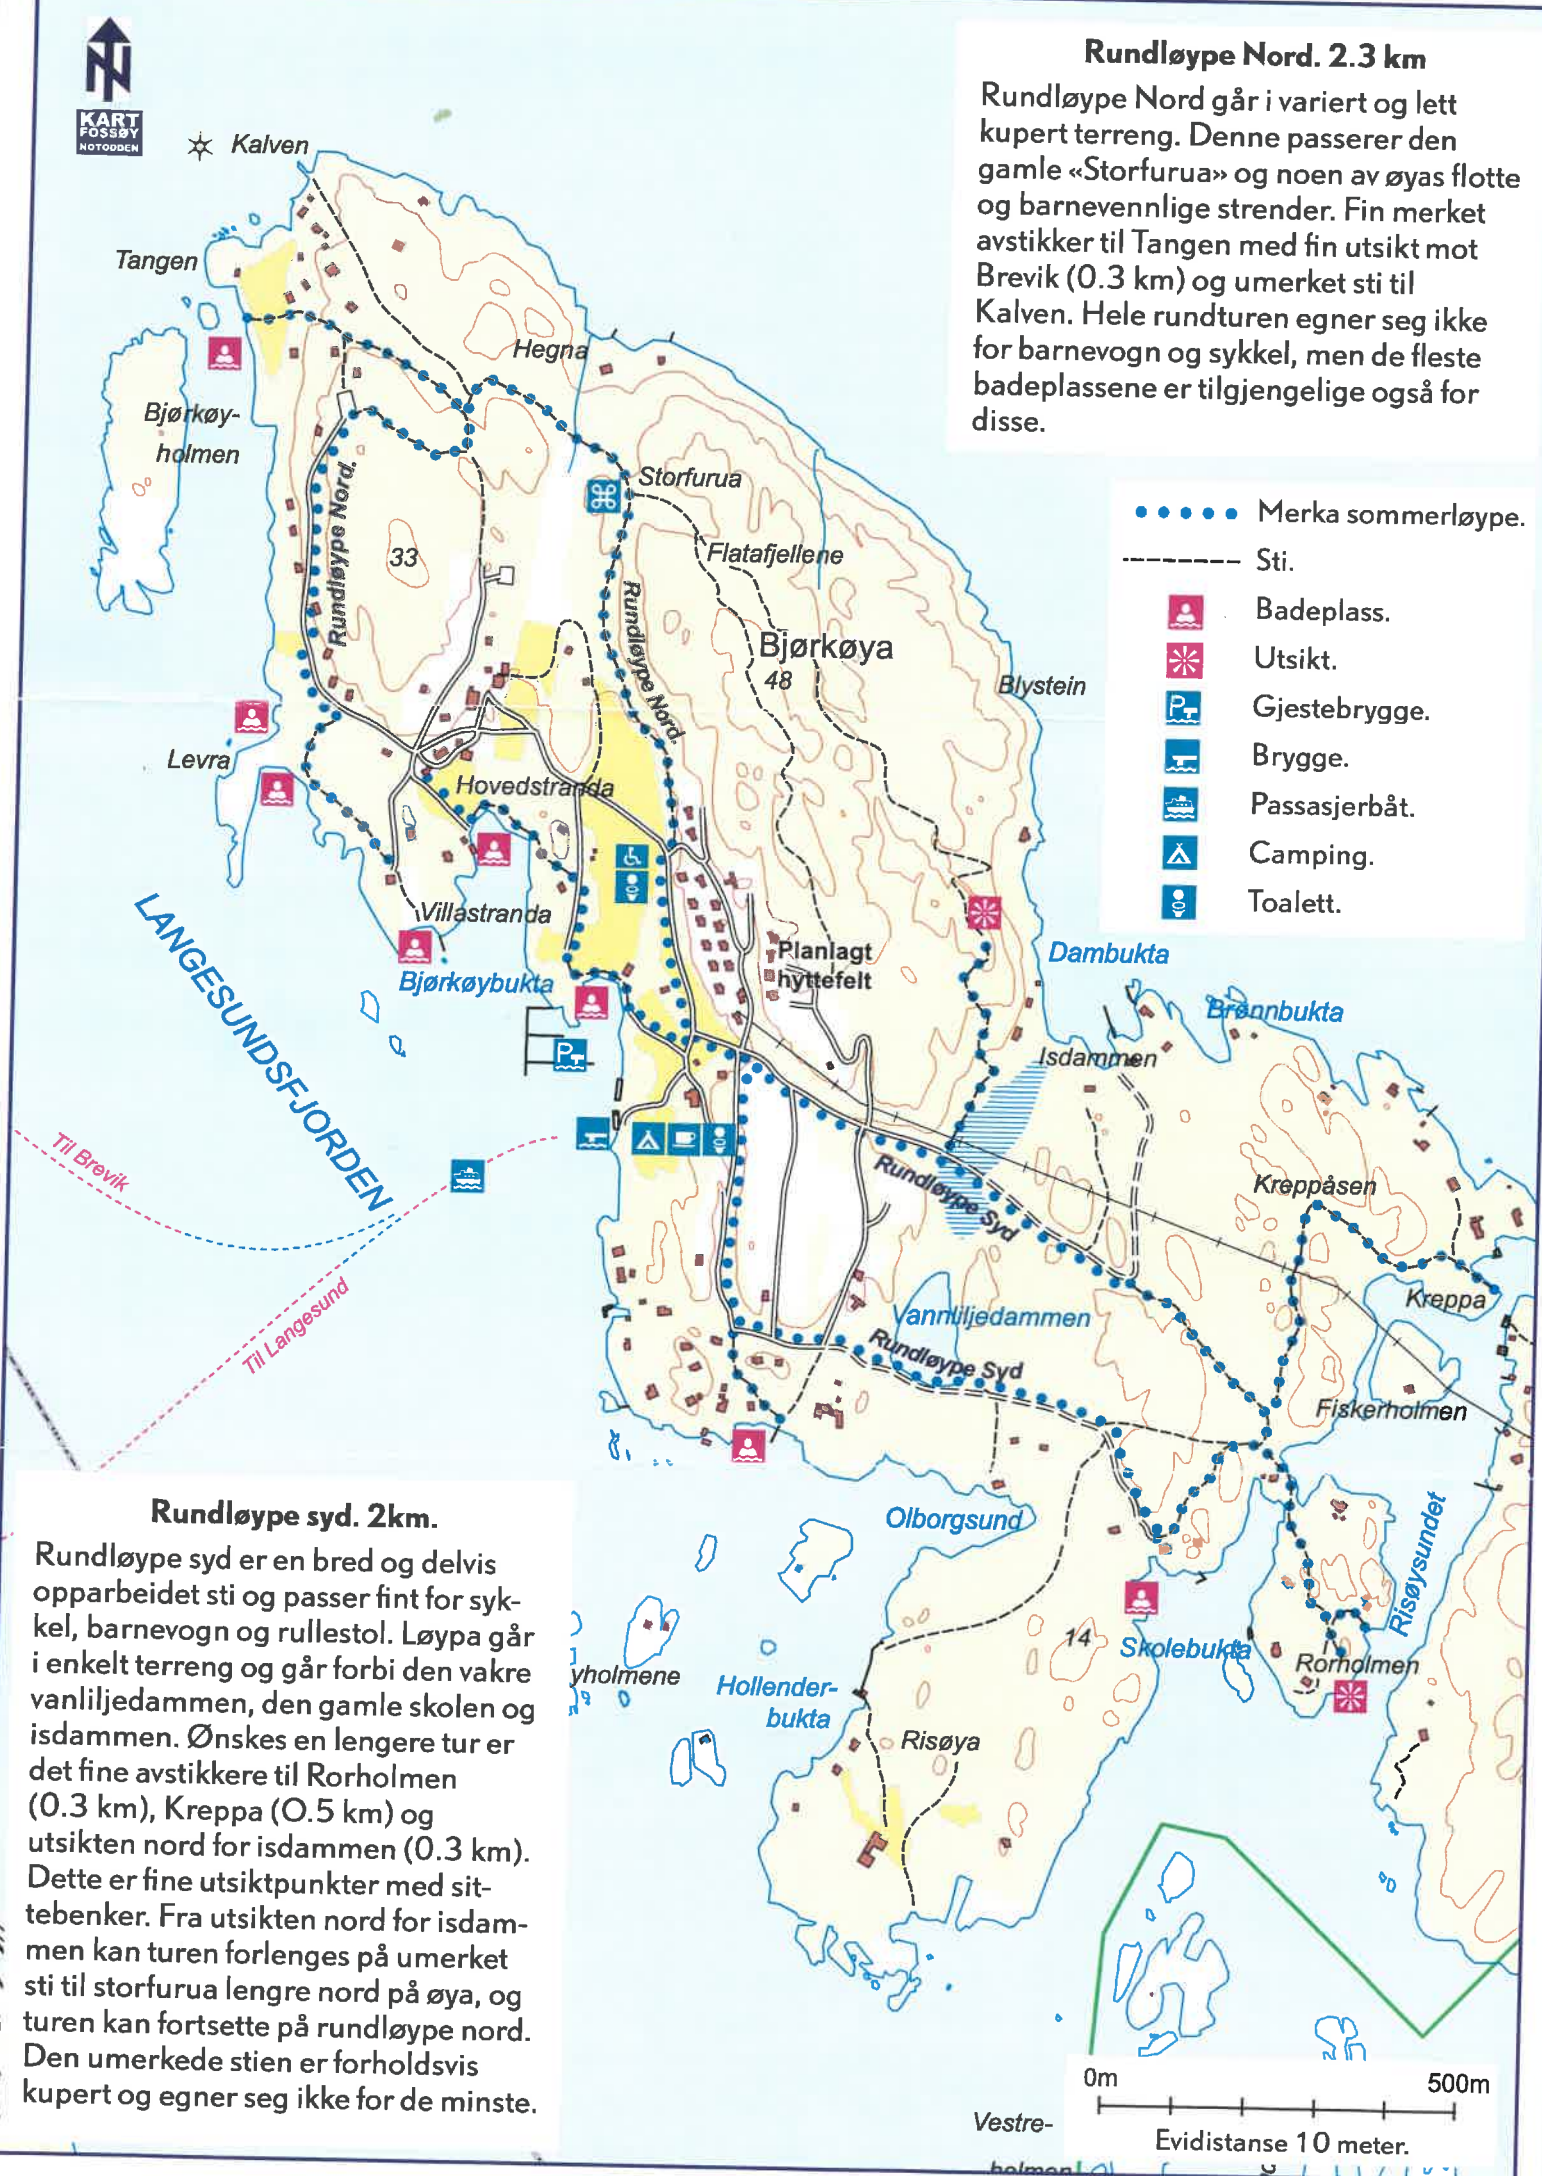 N
KART
FOSSØY
NOTODDEN
Kalven
Tangen
Bjørkøy-
holmen
Hegna
Storfurua
Flatafjellene
Rundløype Nord.
33
Rundløype Nord.
Bjørkøya
48
Blystein
Levra
Hovedstranda
Villastranda
Bjørkøybukta
Planlagt
hyttefelt
Dambukta
Brønnbukta
Isdammen
LANGESUNDSFJORDEN
Til Brevik
Til Langesund
Rundløype Syd
Kreppåsen
Kreppa
Vannliljedammen
Rundløype Syd
Fiskerholmen
Olborgsund
Risøysundet
14
Skolebukta
Rorholmen
yholmene
Hollender-
bukta
Risøya
Vestre-
holmen
Rundløype Nord. 2.3 km
Rundløype Nord går i variert og lett
kupert terreng. Denne passerer den
gamle «Storfurua» og noen av øyas flotte
og barnevennlige strender. Fin merket
avstikker til Tangen med fin utsikt mot
Brevik (0.3 km) og umerket sti til
Kalven. Hele rundturen egner seg ikke
for barnevogn og sykkel, men de fleste
badeplassene er tilgjengelige også for
disse.
Merka sommerløype.
Sti.
Badeplass.
Utsikt.
P
Gjestebrygge.
Brygge.
Passasjerbåt.
Camping.
Toalett.
P
Rundløype syd. 2km.
Rundløype syd er en bred og delvis
opparbeidet sti og passer fint for syk-
kel, barnevogn og rullestol. Løypa går
i enkelt terreng og går forbi den vakre
vanliljedammen, den gamle skolen og
isdammen. Ønskes en lengere tur er
det fine avstikkere til Rorholmen
(0.3 km), Kreppa (0.5 km) og
utsikten nord for isdammen (0.3 km).
Dette er fine utsiktpunkter med sit-
tebenker. Fra utsikten nord for isdam-
men kan turen forlenges på umerket
sti til storfurua lengre nord på øya, og
turen kan fortsette på rundløype nord.
Den umerkede stien er forholdsvis
kupert og egner seg ikke for de minste.
0m 500m
Evidistanse 10 meter.